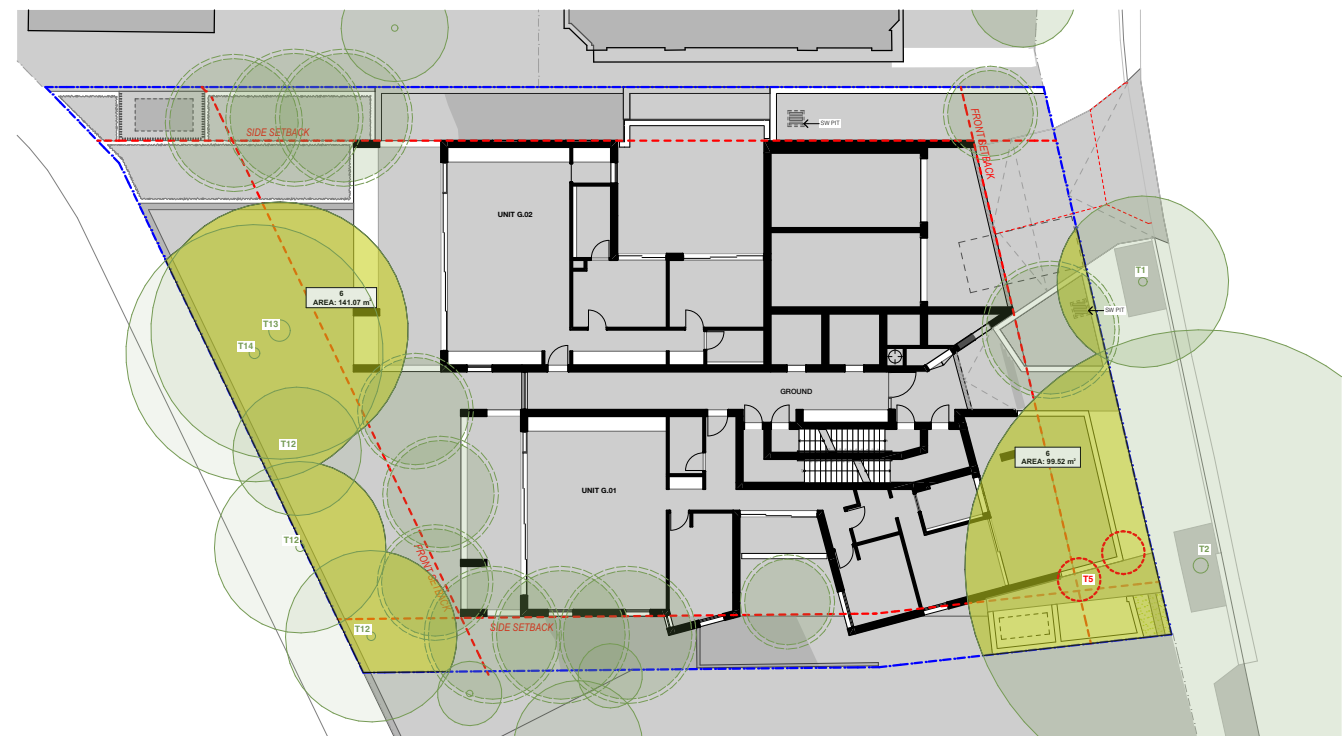 SIDE SETBACK
FRONT SETBACK
SW PIT
UNIT G.02
T1
6
AREA: 141.07 m²
SW PIT
T13
T14
GROUND
T12
6
AREA: 99.52 m²
UNIT G.01
T12
T2
FRONT SETBACK
T5
T12
SIDE SETBACK